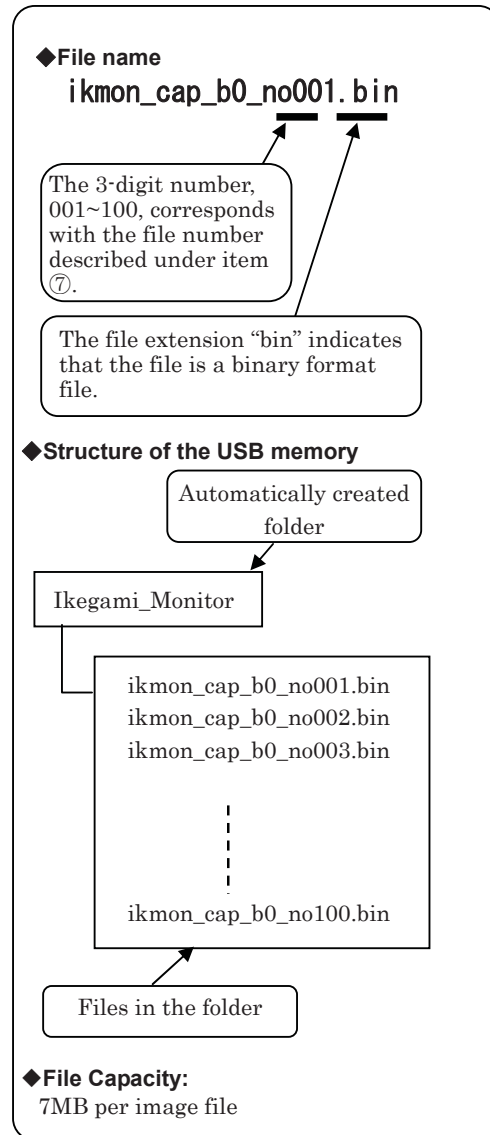 ◆File name
ikmon_cap_b0_no001.bin
The 3-digit number,
001~100, corresponds
with the file number
described under item
⑦.
The file extension “bin” indicates
that the file is a binary format
file.
◆Structure of the USB memory
Automatically created
folder
Ikegami_Monitor
ikmon_cap_b0_no001.bin
ikmon_cap_b0_no002.bin
ikmon_cap_b0_no003.bin
ikmon_cap_b0_no100.bin
Files in the folder
◆File Capacity:
7MB per image file